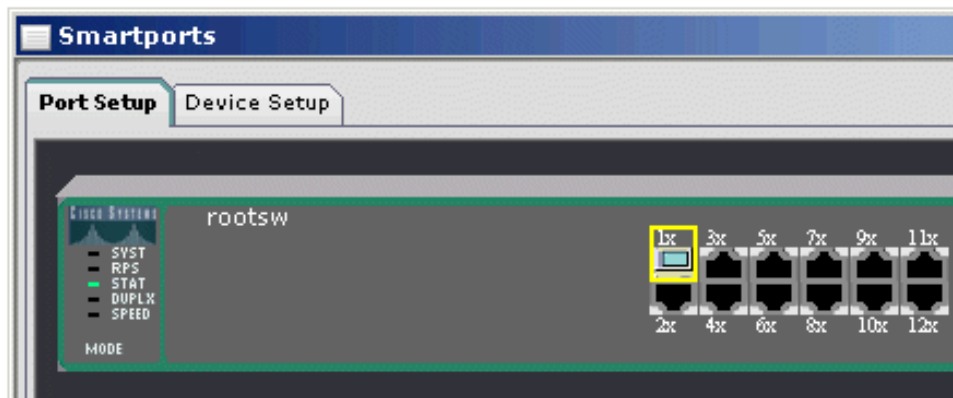 Smartports
Port Setup Device Setup
CISCO SYSTEMS
rootsw
SYST
RPS
STAT
DUPLX
SPEED
MODE
1x 3x 5x 7x 9x 11x
2x 4x 6x 8x 10x 12x